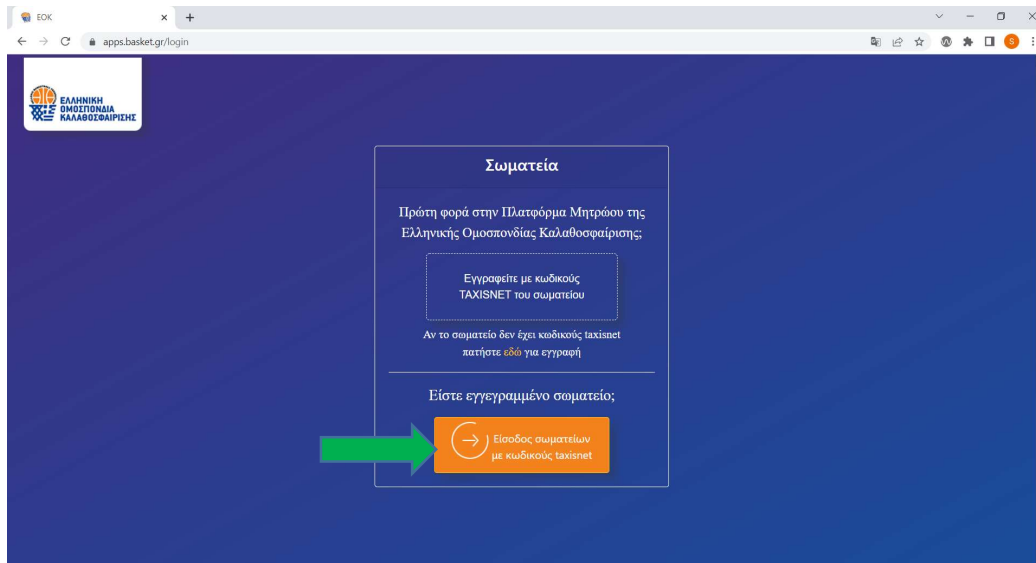 EOK
apps.basket.gr/login
S
ΕΛΛΗΝΙΚΗ
ΟΜΟΣΠΟΝΔΙΑ
ΚΑΛΑΘΟΣΦΑΙΡΙΣΗΣ
Σωματεία
Πρώτη φορά στην Πλατφόρμα Μητρώου της
Ελληνικής Ομοσπονδίας Καλαθοσφαίρισης;
Εγγραφείτε με κωδικούς
TAXISNET του σωματείου
Αν το σωματείο δεν έχει κωδικούς taxisnet
πατήστε εδώ για εγγραφή
Είστε εγγεγραμμένο σωματείο;
Είσοδος σωματείων
με κωδικούς taxisnet